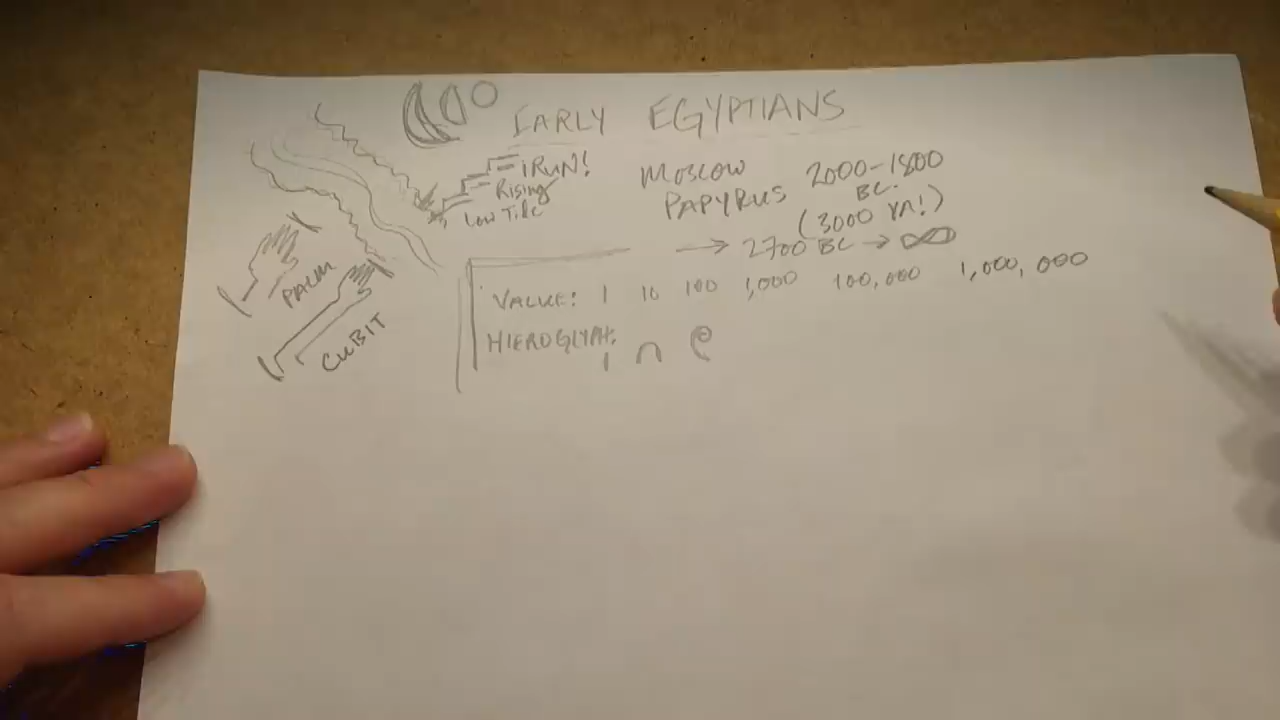 EARLY EGYPTIANS
RUN!
Rising
Low Tide
MOSCOW
PAPYRUS
2000-1800
BC.
(3000 YA!)
→ 2700 BC → ∞
PALM
CUBIT
VALUE: 1 10 100 1,000 100,000 1,000,000
HIEROGLYPH: